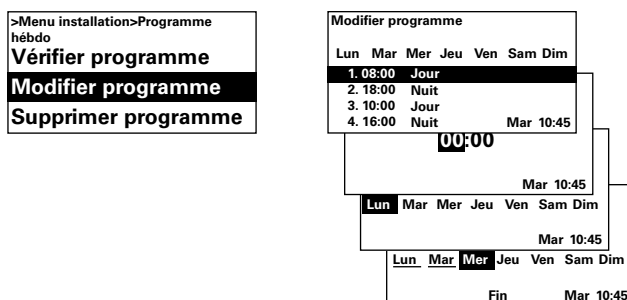 >Menu installation>Programme
hébdo
Vérifier programme
Modifier programme
Supprimer programme
Modifier programme
Lun Mar Mer Jeu Ven Sam Dim
1. 08:00 Jour
2. 18:00 Nuit
3. 10:00 Jour
4. 16:00 Nuit Mar 10:45
00:00
Mar 10:45
Lun Mar Mer Jeu Ven Sam Dim
Mar 10:45
Lun Mar Mer Jeu Ven Sam Dim
Fin Mar 10:45